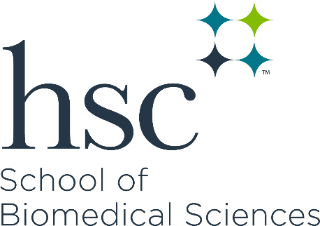 hsc
™
School of
Biomedical Sciences